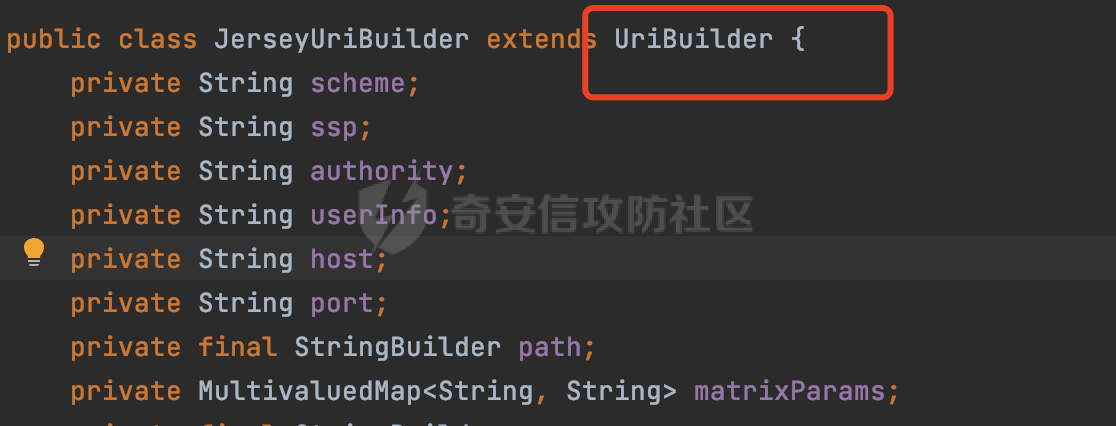 public class JerseyUriBuilder extends UriBuilder {
private String scheme;
private String ssp;
private String authority;
private String userInfo;
奇安信攻防社区
private String host;
private String port;
private final StringBuilder path;
private MultivaluedMap<String, String> matrixParams;